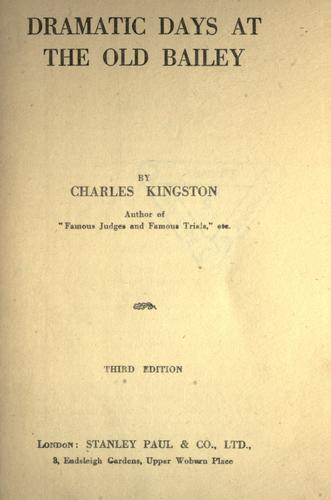 DRAMATIC DAYS AT
THE OLD BAILEY
BY
CHARLES KINGSTON
Author of
"Famous Judges and Famous Trials," etc.
THIRD EDITION
LONDON: STANLEY PAUL & CO., LTD.,
8, Endsleigh Gardens, Upper Woburn Place